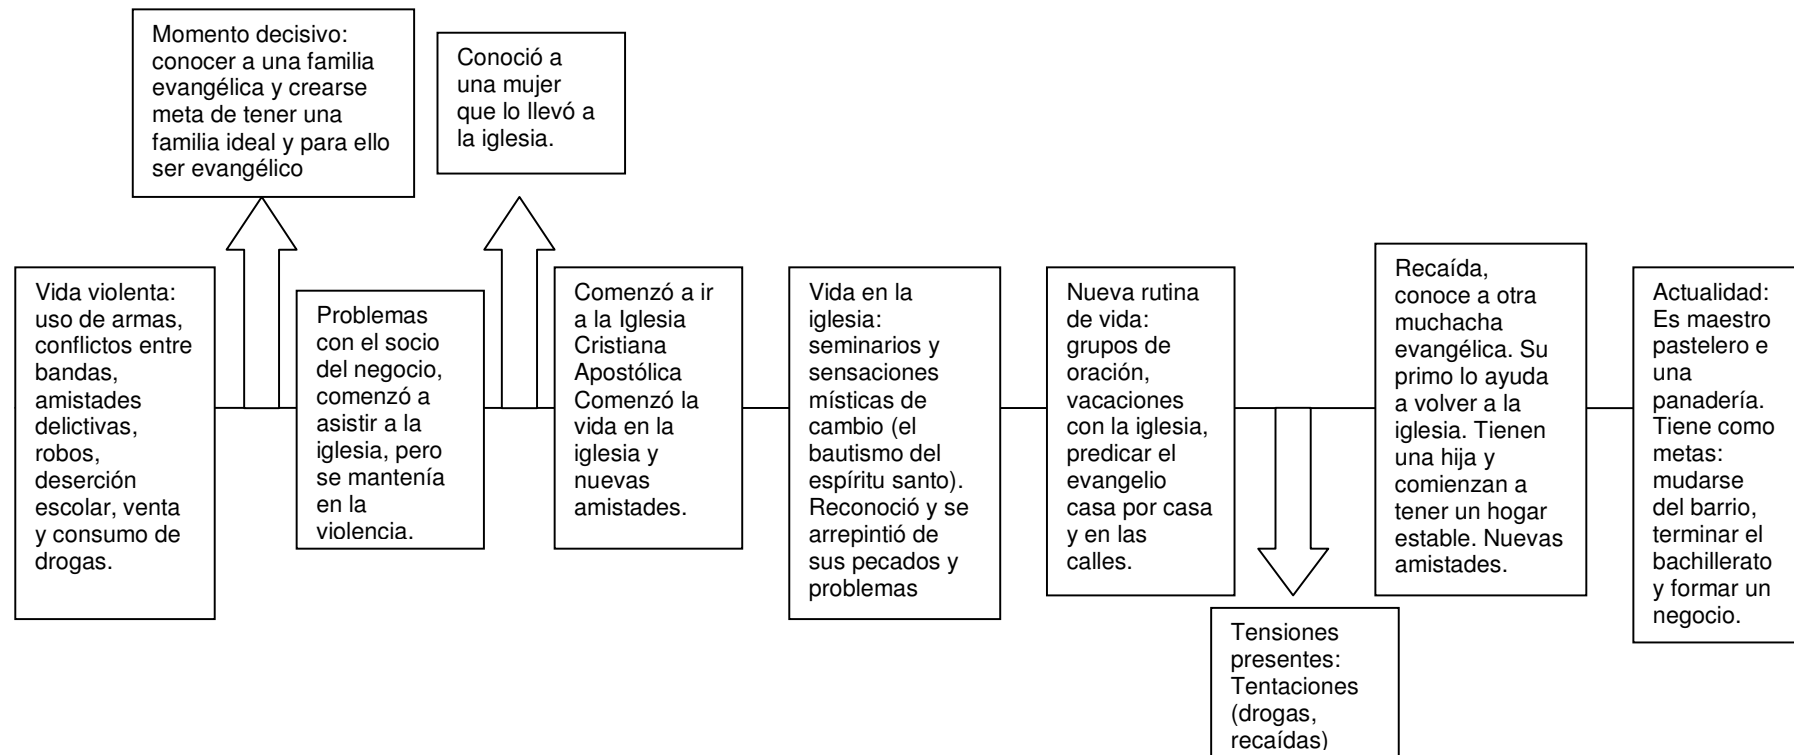 Momento decisivo:
conocer a una familia
evangélica y crearse
meta de tener una
familia ideal y para ello
ser evangélico
Conoció a
una mujer
que lo llevó a
la iglesia.
Vida violenta:
uso de armas,
conflictos entre
bandas,
amistades
delictivas,
robos,
deserción
escolar, venta
y consumo de
drogas.
Problemas
con el socio
del negocio,
comenzó a
asistir a la
iglesia, pero
se mantenía
en la
violencia.
Comenzó a ir
a la Iglesia
Cristiana
Apostólica
Comenzó la
vida en la
iglesia y
nuevas
amistades.
Vida en la
iglesia:
seminarios y
sensaciones
místicas de
cambio (el
bautismo del
espíritu santo).
Reconoció y se
arrepintió de
sus pecados y
problemas
Nueva rutina
de vida:
grupos de
oración,
vacaciones
con la iglesia,
predicar el
evangelio
casa por casa
y en las
calles.
Tensiones
presentes:
Tentaciones
(drogas,
recaídas)
Recaída,
conoce a otra
muchacha
evangélica. Su
primo lo ayuda
a volver a la
iglesia. Tienen
una hija y
comienzan a
tener un hogar
estable. Nuevas
amistades.
Actualidad:
Es maestro
pastelero e
una
panadería.
Tiene como
metas:
mudarse
del barrio,
terminar el
bachillerato
y formar un
negocio.